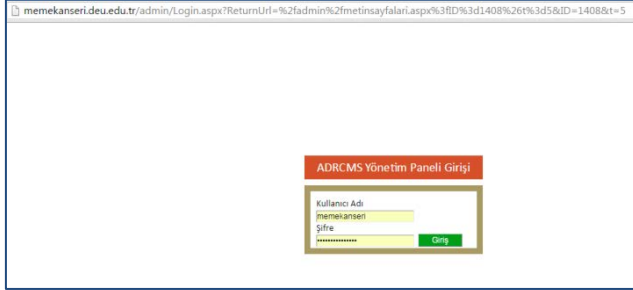 memekanseri.deu.edu.tr/admin/Login.aspx?ReturnUrl=%2fadmin%2fmetinsayfalari.aspx%3fID%3d1408%26t%3d5&ID=1408&t=5
ADRCMS Yönetim Paneli Girişi
Kullanıcı Adı
memekanseri
Şifre
•••••••••••••••
Giriş